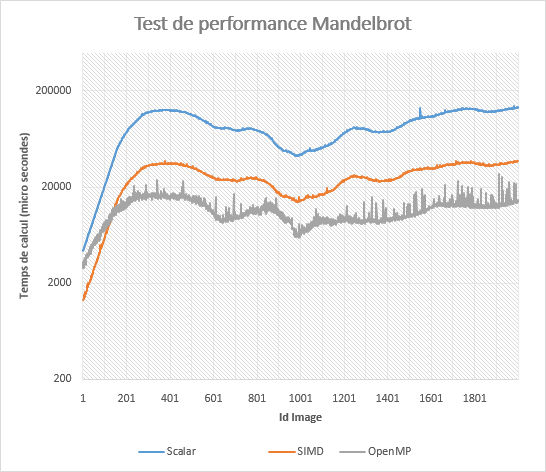 Test de performance Mandelbrot
Temps de calcul (micro secondes)
200000
20000
2000
200
1 201 401 601 801 1001 1201 1401 1601 1801
Id Image
Scalar SIMD OpenMP